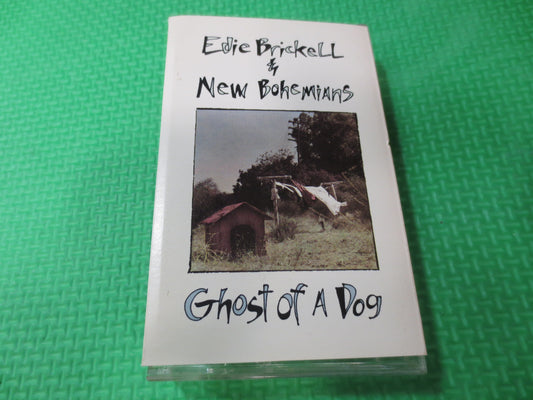 Edie Brickell
&
New Bohemians
Ghost of A Dog